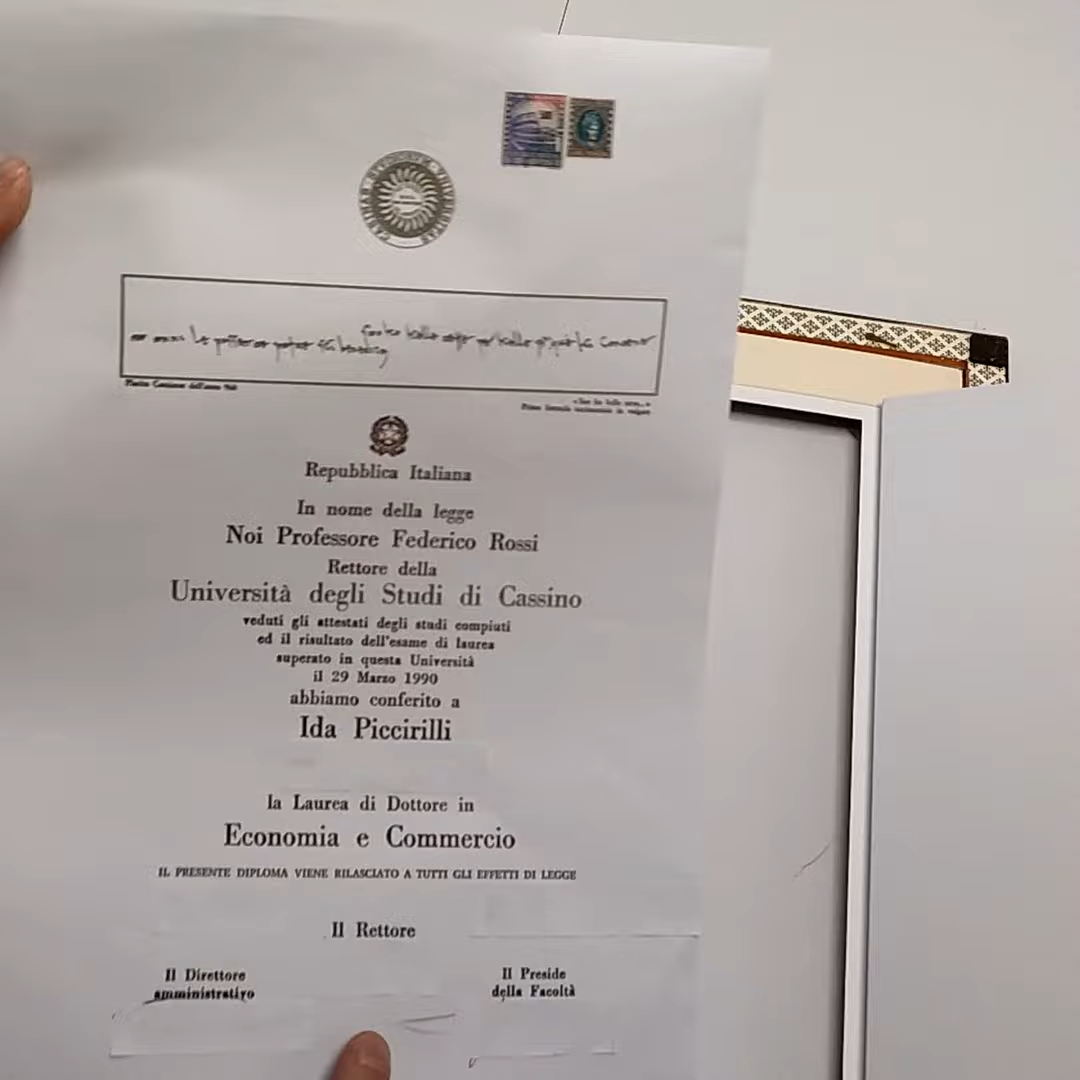 Repubblica Italiana
In nome della legge
Noi Professore Federico Rossi
Rettore della
Università degli Studi di Cassino
veduti gli attestati degli studi compiuti
ed il risultato dell'esame di laurea
superato in questa Università
il 29 Marzo 1990
abbiamo conferito a
Ida Piccirilli
la Laurea di Dottore in
Economia e Commercio
IL PRESENTE DIPLOMA VIENE RILASCIATO A TUTTI GLI EFFETTI DI LEGGE
Il Rettore
Il Direttore
amministrativo
Il Preside
della Facoltà